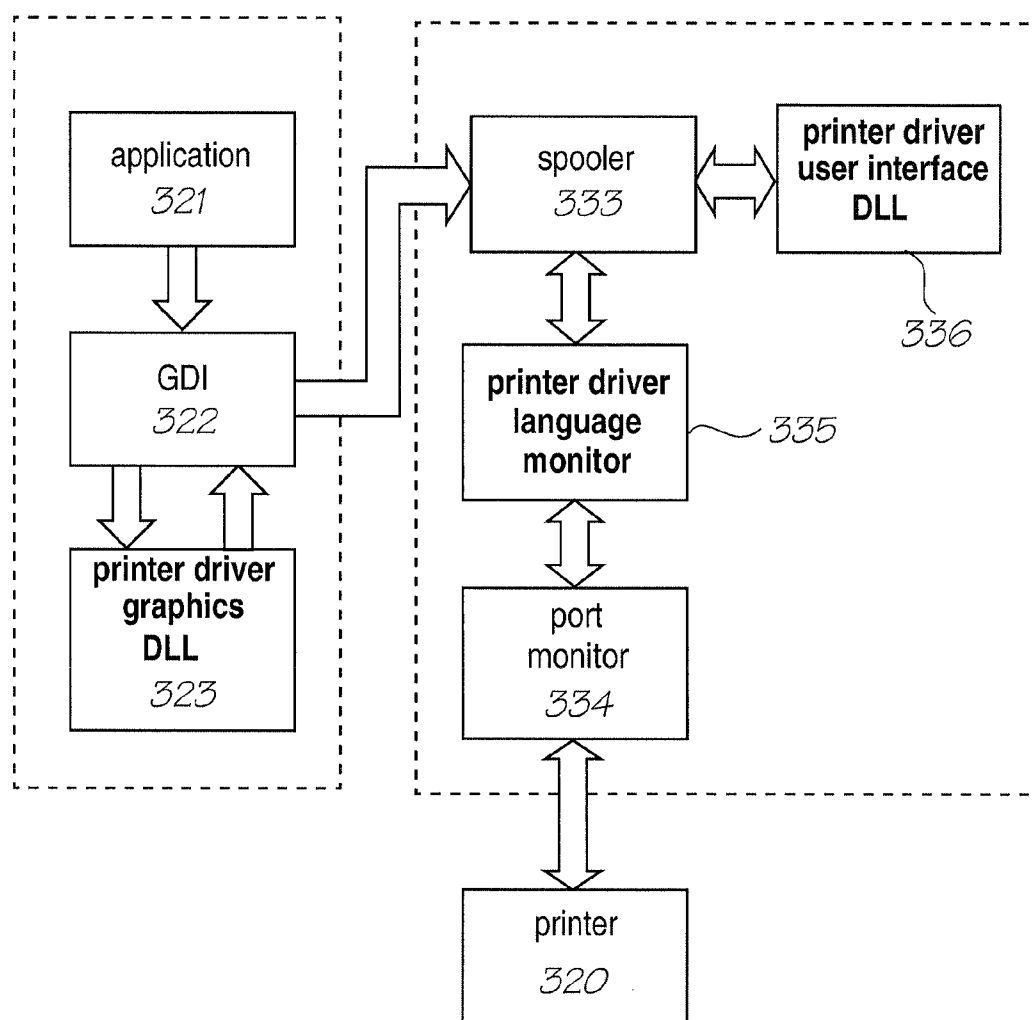 application
321
GDI
322
printer driver
graphics
DLL
323
spooler
333
printer driver
user interface
DLL
336
printer driver
language
monitor
335
port
monitor
334
printer
320